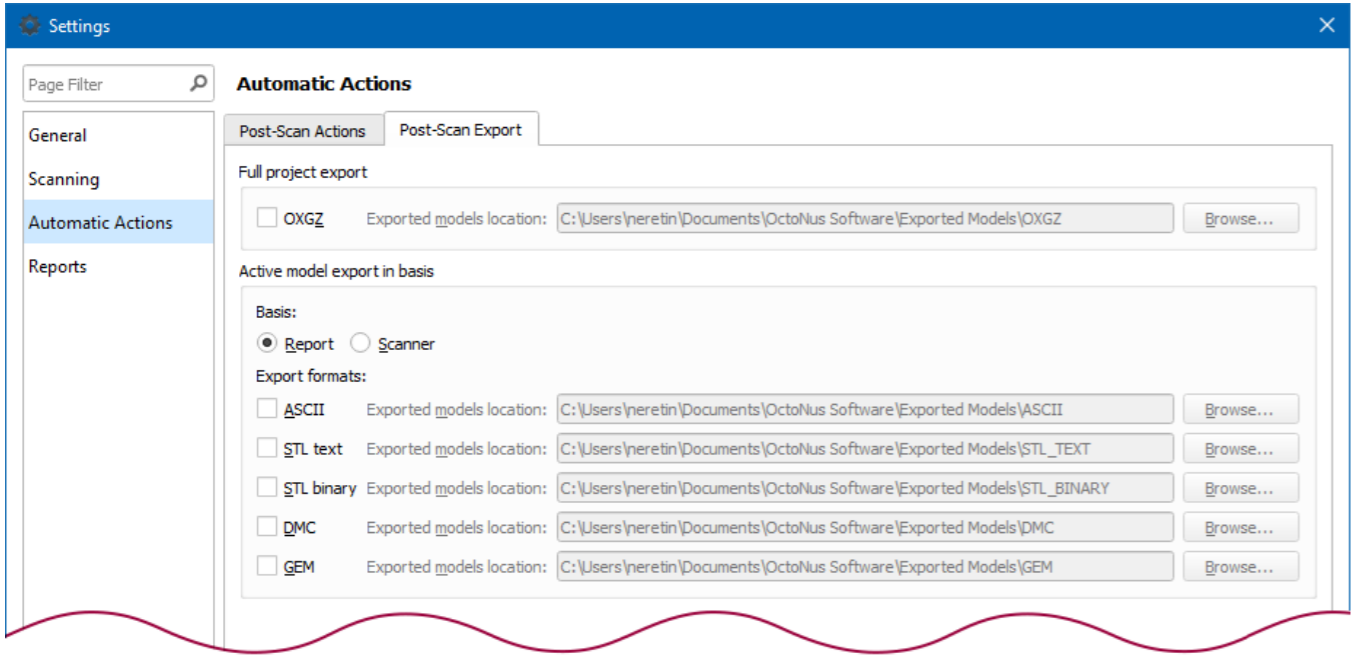 Settings
Page Filter
General
Scanning
Automatic Actions
Reports
Automatic Actions
Post-Scan Actions Post-Scan Export
Full project export
OXGZ Exported models location: C:\Users\neretin\Documents\OctoNus Software\Exported Models\OXGZ Browse...
Active model export in basis
Basis:
Report Scanner
Export formats:
ASCII Exported models location: C:\Users\neretin\Documents\OctoNus Software\Exported Models\ASCII Browse...
STL text Exported models location: C:\Users\neretin\Documents\OctoNus Software\Exported Models\STL_TEXT Browse...
STL binary Exported models location: C:\Users\neretin\Documents\OctoNus Software\Exported Models\STL_BINARY Browse...
DMC Exported models location: C:\Users\neretin\Documents\OctoNus Software\Exported Models\DMC Browse...
GEM Exported models location: C:\Users\neretin\Documents\OctoNus Software\Exported Models\GEM Browse...